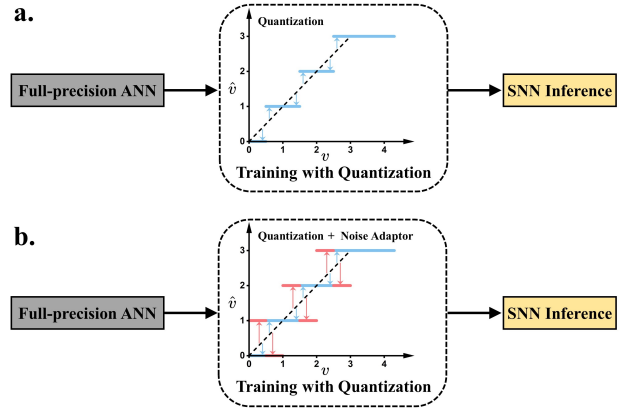 a.
Quantization
3
2
1
0
v̂
0 1 2 3 4
v
Training with Quantization
Full-precision ANN
SNN Inference
b.
Quantization + Noise Adaptor
3
2
1
0
v̂
0 1 2 3 4
v
Training with Quantization
Full-precision ANN
SNN Inference